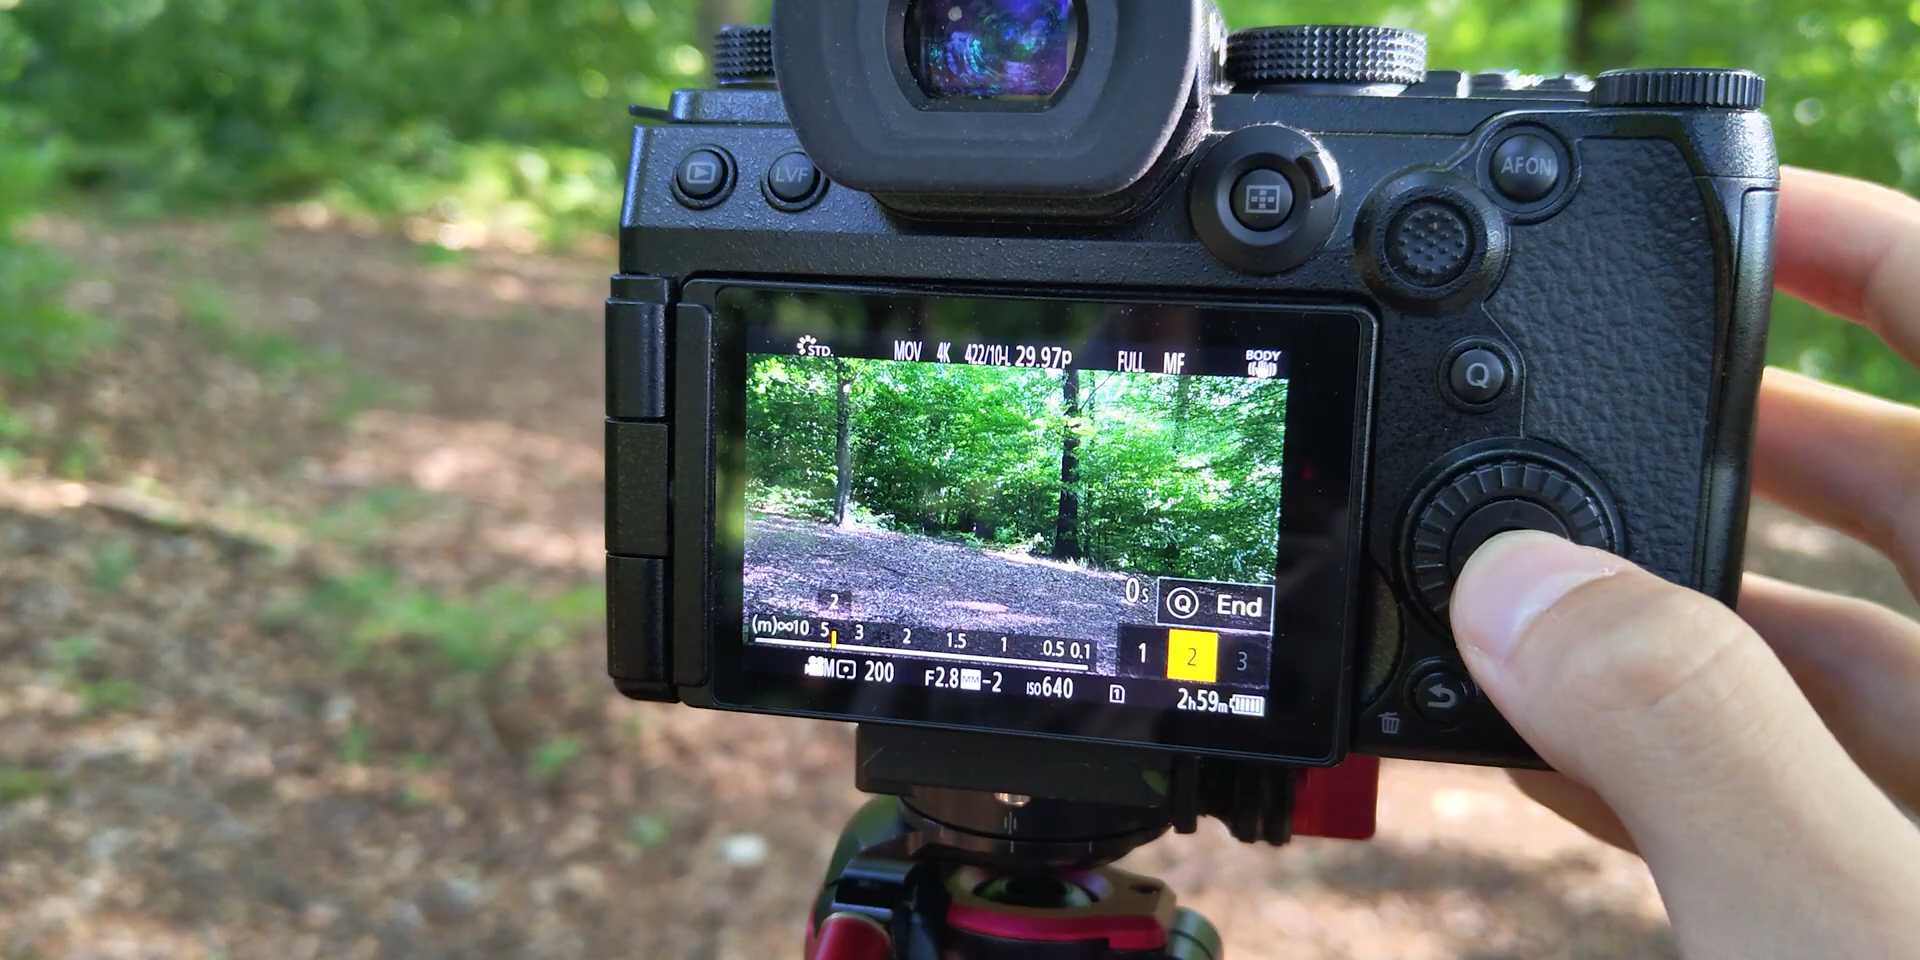 LVF
AFON
Q
STD.
MOV 4K 422/10-L 29.97p FULL MF BODY
0s
Q End
2
(m)∞10 5 3 2 1.5 1 0.5 0.1
1 2 3
M 200 F2.8 -2 ISO640 1 2h59m